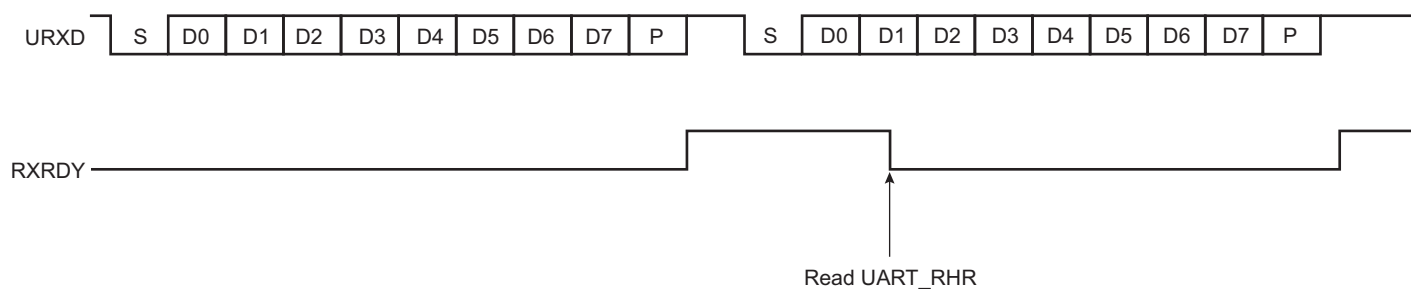 URXD S D0 D1 D2 D3 D4 D5 D6 D7 P S D0 D1 D2 D3 D4 D5 D6 D7 P
RXRDY
Read UART_RHR